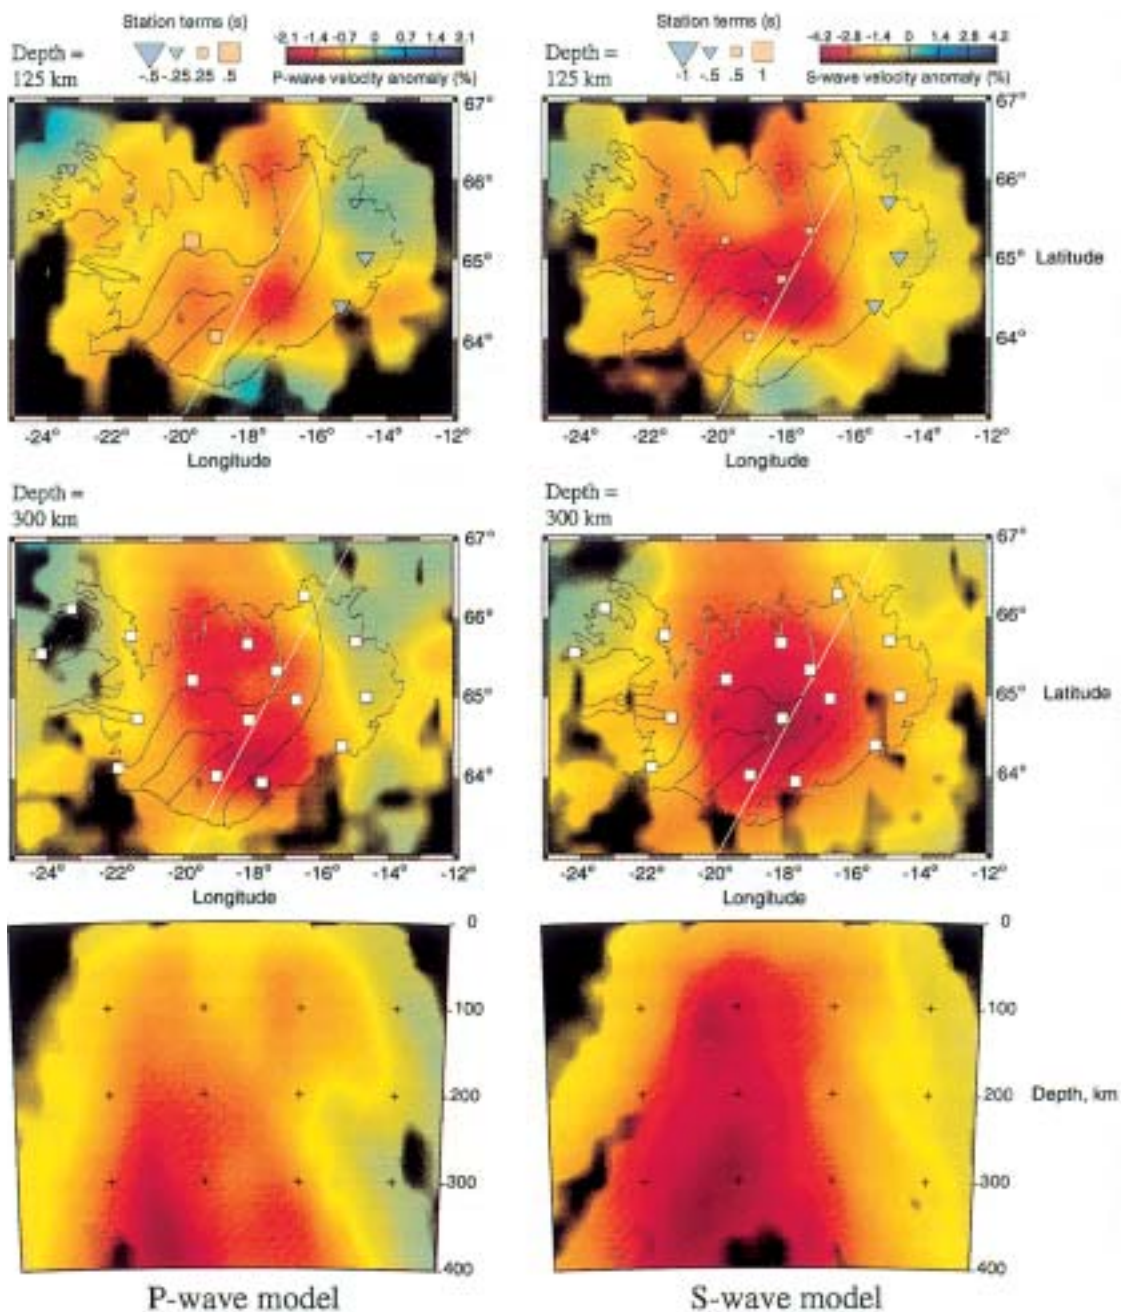 Station terms (s)
Depth =
125 km
-.5 -.25 .25 .5
-2.1 -1.4 -0.7 0 0.7 1.4 2.1
P-wave velocity anomaly (%)
67°
66°
65°
64°
-24° -22° -20° -18° -16° -14° -12°
Longitude
Station terms (s)
Depth =
125 km
-1 -.5 .5 1
-4.2 -2.8 -1.4 0 1.4 2.8 4.2
S-wave velocity anomaly (%)
67°
66°
65°
64°
Latitude
-24° -22° -20° -18° -16° -14° -12°
Longitude
Depth =
300 km
67°
66°
65°
64°
-24° -22° -20° -18° -16° -14° -12°
Longitude
Depth =
300 km
67°
66°
65°
64°
Latitude
-24° -22° -20° -18° -16° -14° -12°
Longitude
0
100
200
300
400
P-wave model
0
100
200
300
400
Depth, km
S-wave model